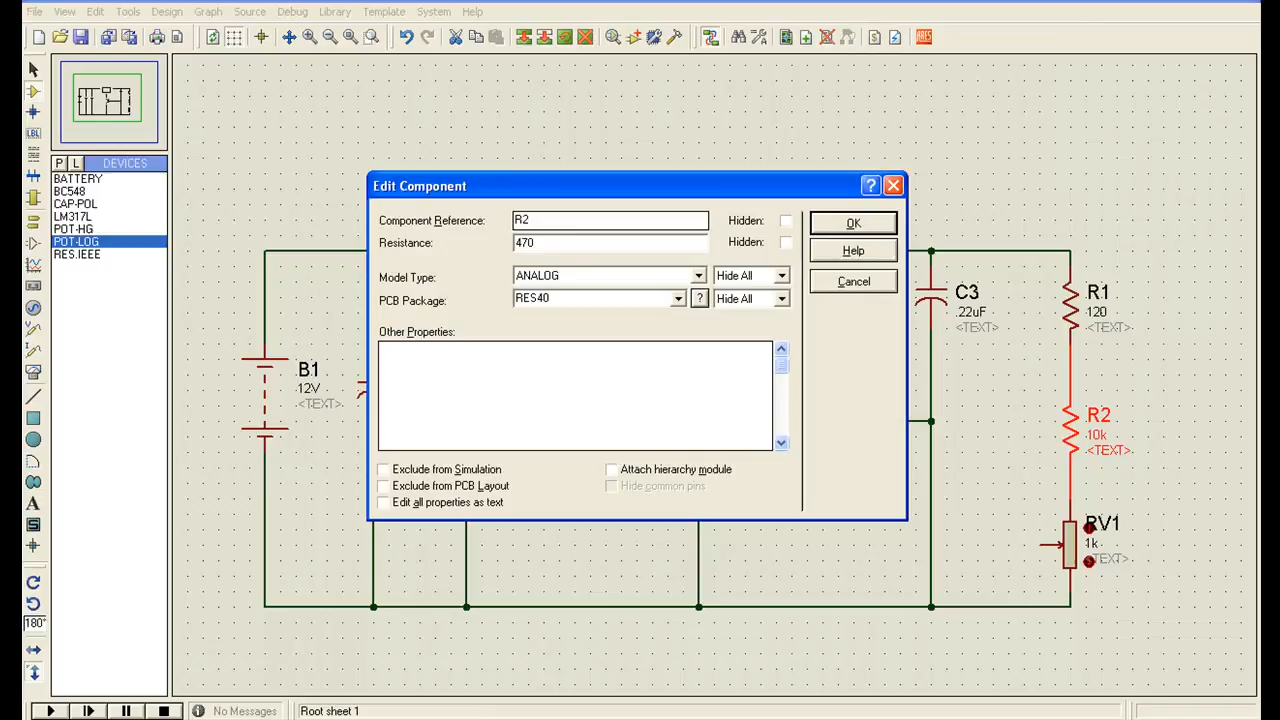 File View Edit Tools Design Graph Source Debug Library Template System Help
ARES
LBL
P L DEVICES
BATTERY
BC548
CAP-POL
LM317L
POT-HG
POT-LOG
RES.IEEE
Edit Component
Component Reference: R2 Hidden: OK
Resistance: 470 Hidden:
Help
Model Type: ANALOG Hide All Cancel
PCB Package: RES40 ? Hide All
Other Properties:
Exclude from Simulation Attach hierarchy module
Exclude from PCB Layout Hide common pins
Edit all properties as text
B1
12V
<TEXT>
C3
.22uF
<TEXT>
R1
120
<TEXT>
R2
10k
<TEXT>
RV1
1k
<TEXT>
A
S
180°
No Messages Root sheet 1